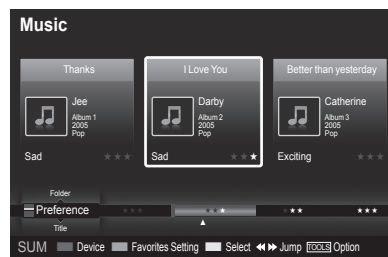 Music
Thanks
I Love You
Better than yesterday
Jee
Album 1
2005
Pop
Darby
Album 2
2005
Pop
Catherine
Album 3
2005
Pop
Sad
Sad
Exciting
Folder
Preference
Title
SUM Device Favorites Setting Select Jump TOOLS Option